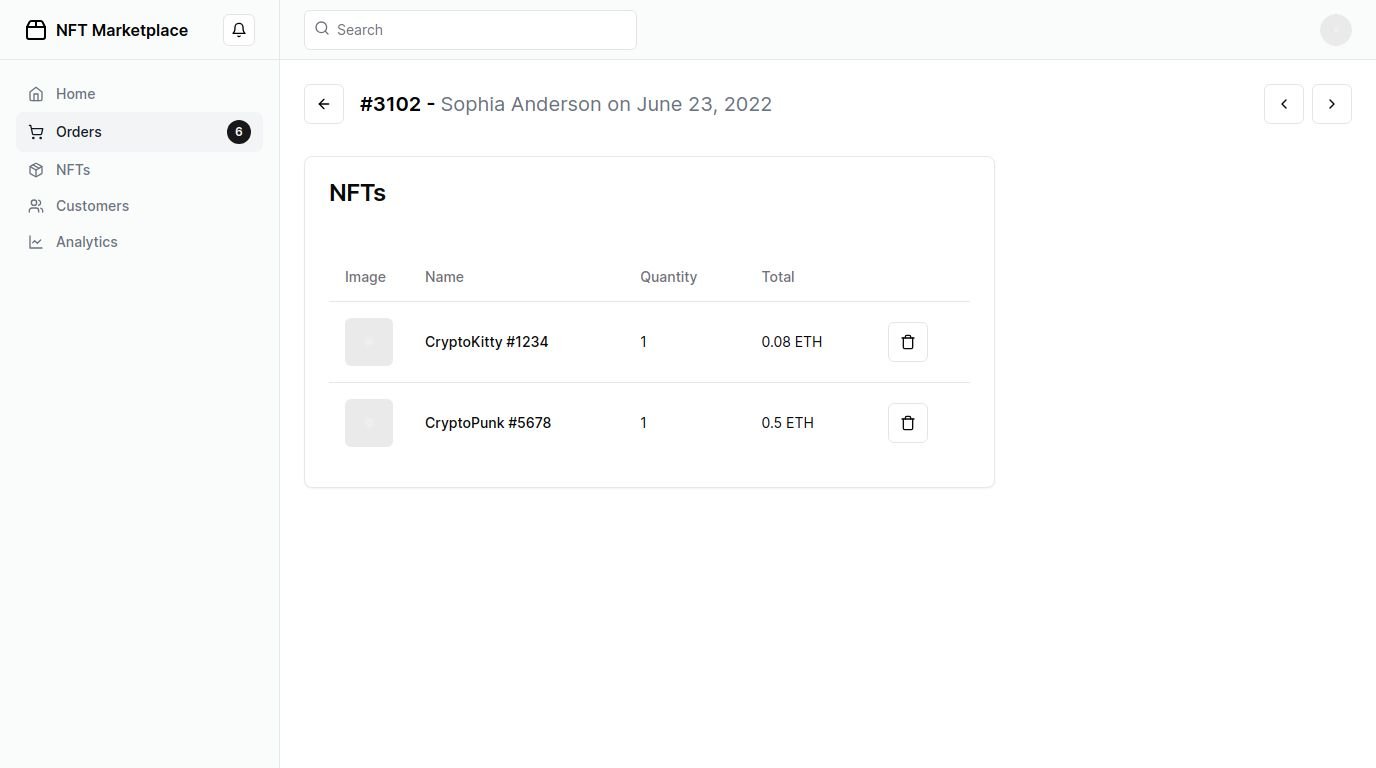 NFT Marketplace
Search
Home
Orders 6
NFTs
Customers
Analytics
#3102 - Sophia Anderson on June 23, 2022
NFTs
Image Name Quantity Total
CryptoKitty #1234 1 0.08 ETH
CryptoPunk #5678 1 0.5 ETH